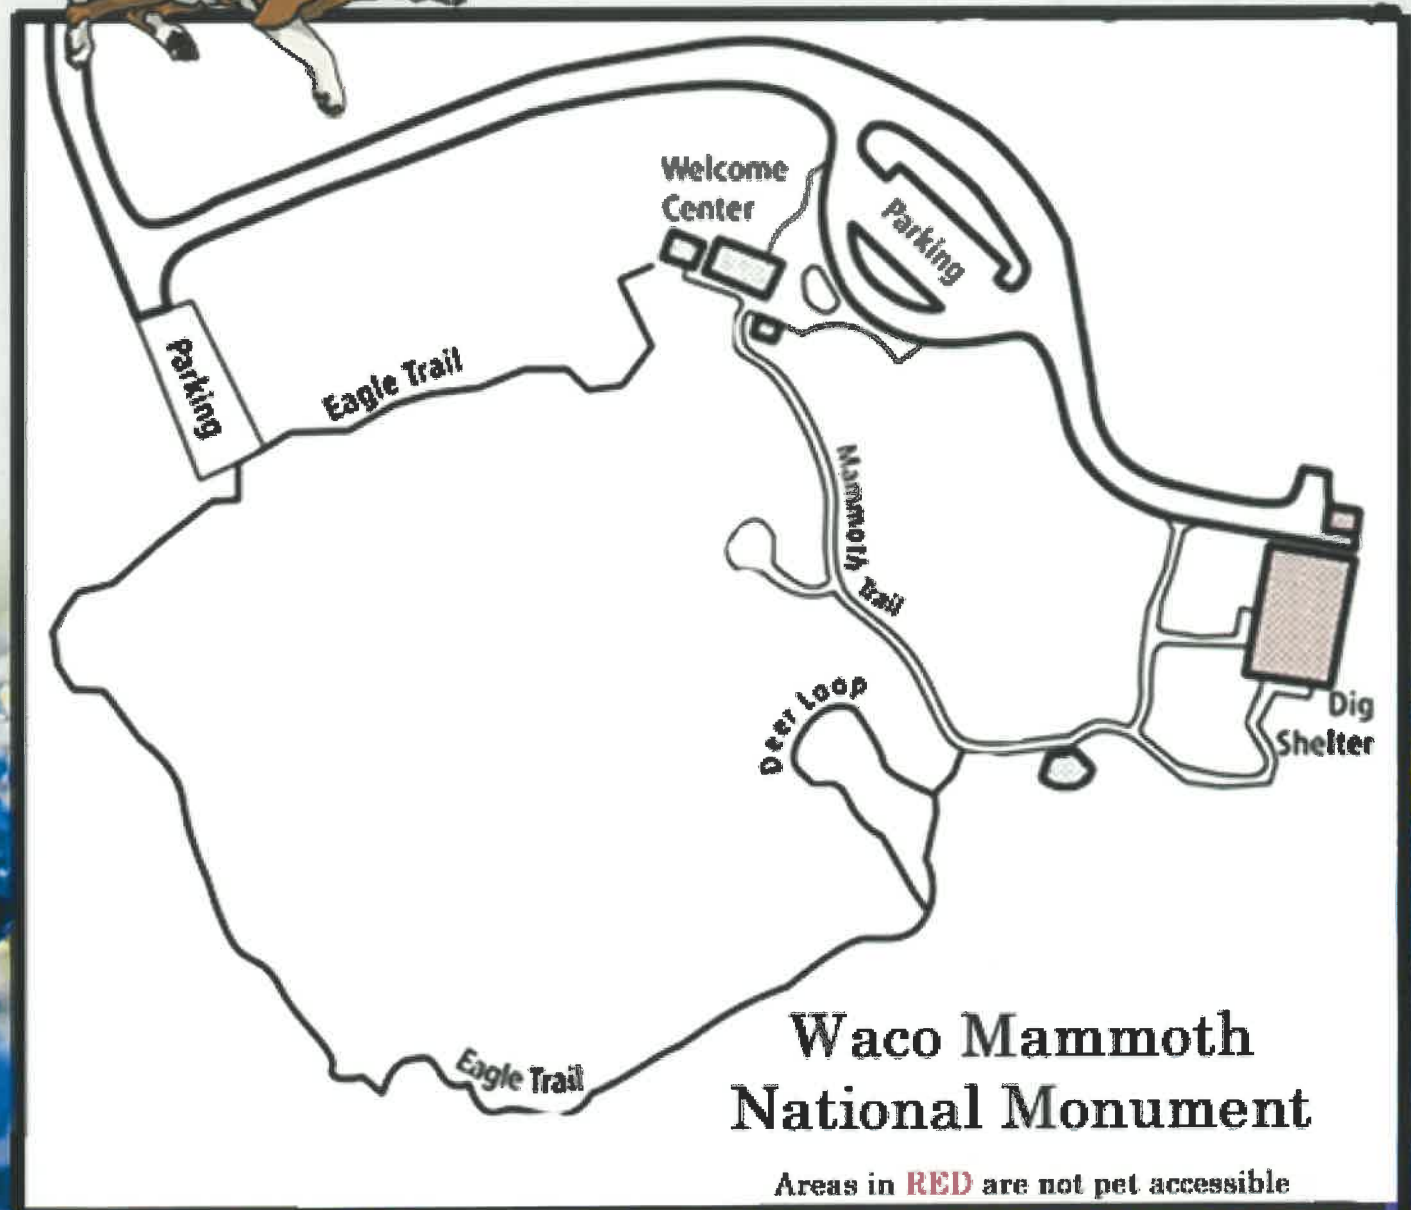 Welcome
Center
Parking
Parking
Eagle Trail
Mammoth Trail
Deer Loop
Dig
Shelter
Eagle Trail
Waco Mammoth
National Monument
Areas in RED are not pet accessible